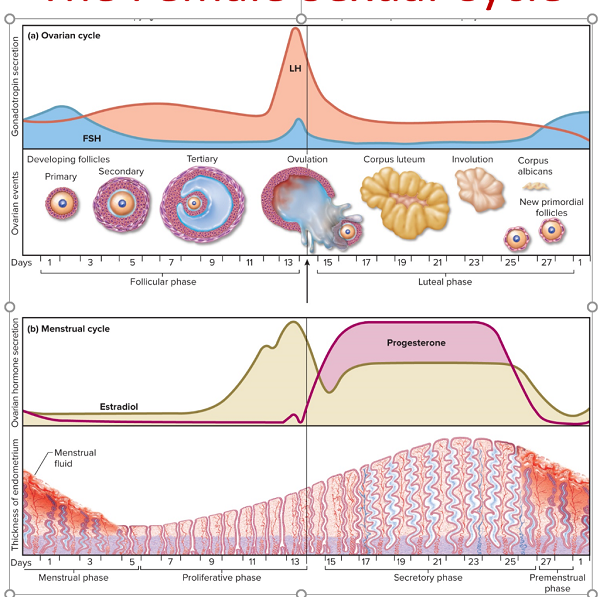 The Female Sexual Cycle
(a) Ovarian cycle
Gonadotropin secretion
LH
FSH
Ovarian events
Developing follicles
Primary
Secondary
Tertiary
Ovulation
Corpus luteum
Involution
Corpus
albicans
New primordial
follicles
Days 1 3 5 7 9 11 13 15 17 19 21 23 25 27 1
Follicular phase
Luteal phase
(b) Menstrual cycle
Ovarian hormone secretion
Progesterone
Estradiol
Thickness of endometrium
Menstrual
fluid
Days 1 3 5 7 9 11 13 15 17 19 21 23 25 27 1
Menstrual phase
Proliferative phase
Secretory phase
Premenstrual
phase